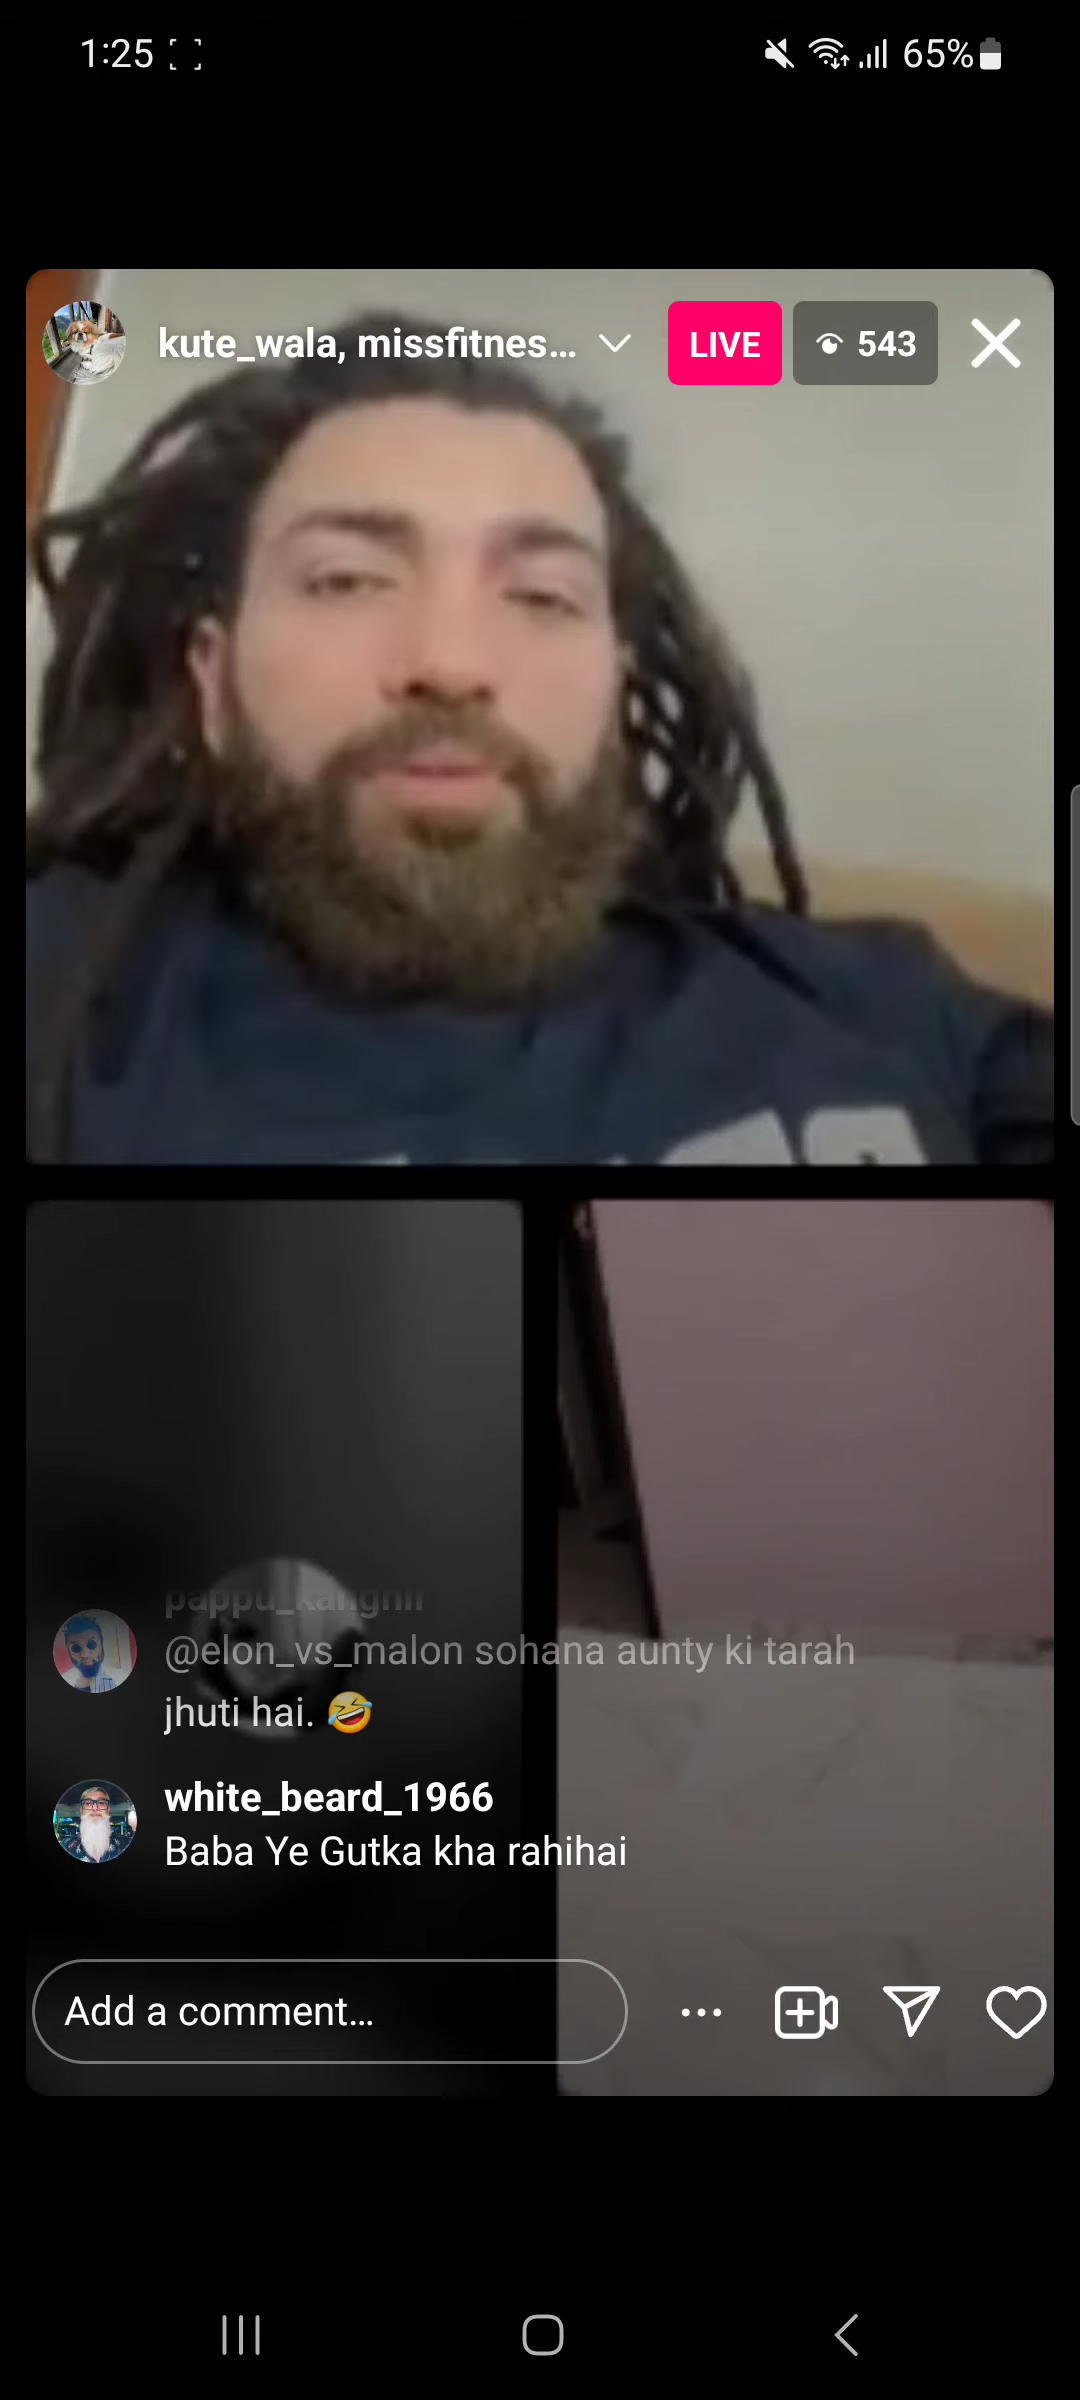 1:25
65%
kute_wala, missfitnes...
LIVE
543
@elon_vs_malon sohana aunty ki tarah
jhuti hai. 🤣
white_beard_1966
Baba Ye Gutka kha rahihai
Add a comment...